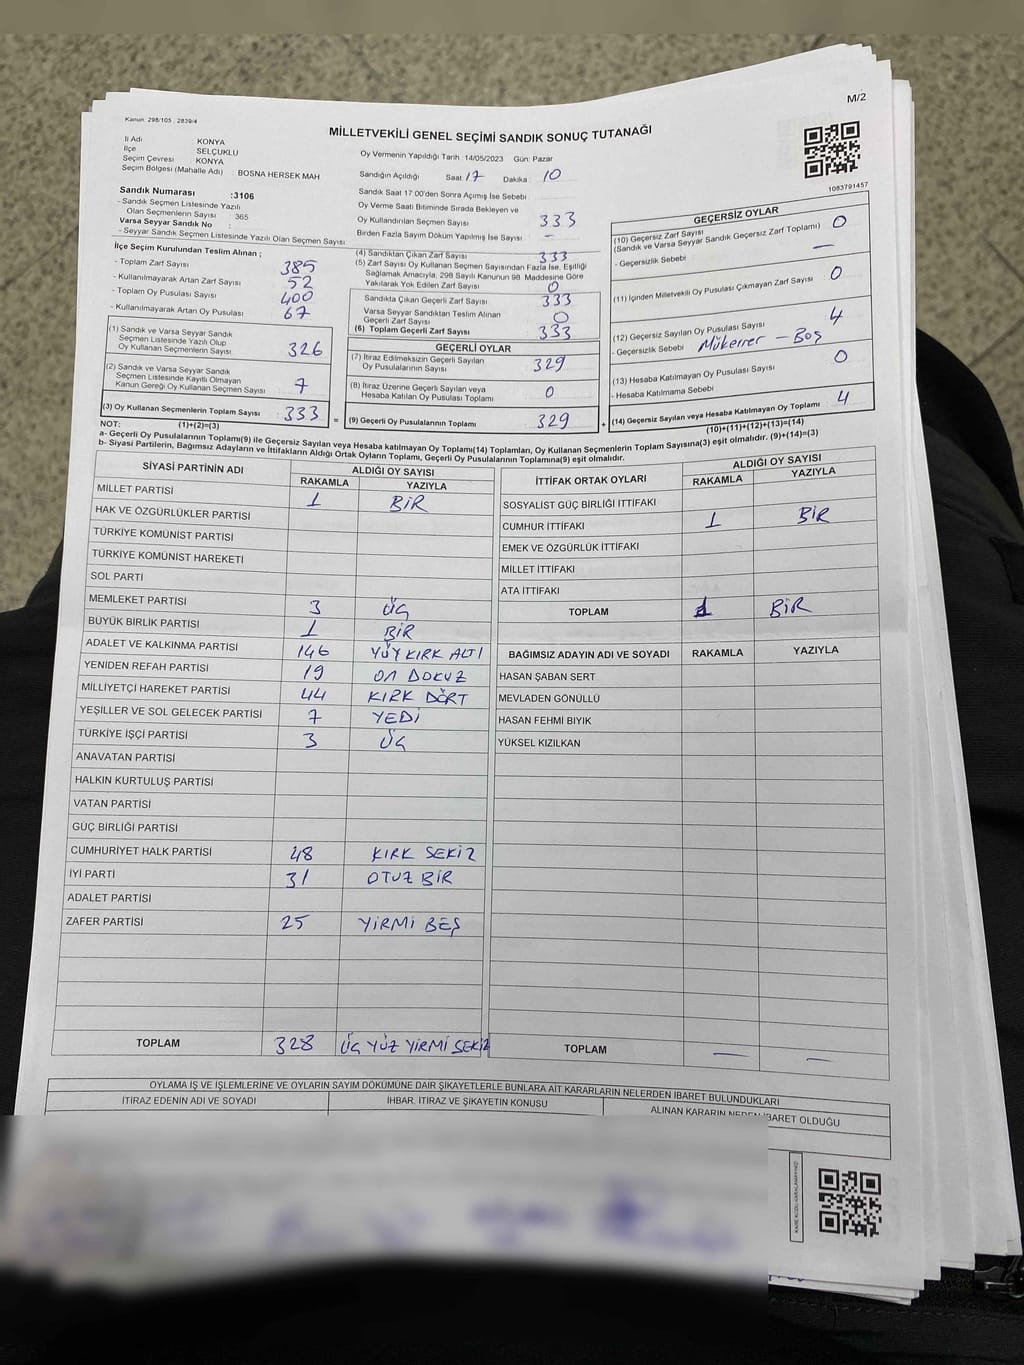 M/2
Kanun 298/105, 2839/4
MİLLETVEKİLİ GENEL SEÇİMİ SANDIK SONUÇ TUTANAĞI
İl Adı KONYA
İlçe SELÇUKLU
Seçim Çevresi KONYA
Seçim Bölgesi (Mahalle Adı) : BOSNA HERSEK MAH
Sandık Numarası :3106
- Sandık Seçmen Listesinde Yazılı
Olan Seçmenlerin Sayısı : 365
Varsa Seyyar Sandık No :
- Seyyar Sandık Seçmen Listesinde Yazılı Olan Seçmen Sayısı:
İlçe Seçim Kurulundan Teslim Alınan ;
- Toplam Zarf Sayısı 385
- Kullanılmayarak Artan Zarf Sayısı 52
- Toplam Oy Pusulası Sayısı 400
- Kullanılmayarak Artan Oy Pusulası 67
(1) Sandık ve Varsa Seyyar Sandık
Seçmen Listesinde Yazılı Olup
Oy Kullanan Seçmenlerin Sayısı 326
(2) Sandık ve Varsa Seyyar Sandık
Seçmen Listesinde Kayıtlı Olmayan
Kanun Gereği Oy Kullanan Seçmen Sayısı 7
(3) Oy Kullanan Seçmenlerin Toplam Sayısı 333 =
(1)+(2)=(3)
Oy Vermenin Yapıldığı Tarih :14/05/2023 Gün: Pazar
Sandığın Açıldığı Saat 17 Dakika 10
Sandık Saat 17:00'den Sonra Açımış İse Sebebi
Oy Verme Saati Bitiminde Sırada Bekleyen ve
Oy Kullandırılan Seçmen Sayısı 333
Birden Fazla Sayım Döküm Yapılmış İse Sayısı -
(4) Sandıktan Çıkan Zarf Sayısı 333
(5) Zarf Sayısı Oy Kullanan Seçmen Sayısından Fazla İse, Eşitliği
Sağlamak Amacıyla, 298 Sayılı Kanunun 98. Maddesine Göre
Yakılarak Yok Edilen Zarf Sayısı 0
Sandıkta Çıkan Geçerli Zarf Sayısı 333
Varsa Seyyar Sandıktan Teslim Alınan
Geçerli Zarf Sayısı 0
(6) Toplam Geçerli Zarf Sayısı 333
GEÇERLİ OYLAR
(7) İtiraz Edilmeksizin Geçerli Sayılan
Oy Pusulalarının Sayısı 329
(8) İtiraz Üzerine Geçerli Sayılan veya
Hesaba Katılan Oy Pusulası Toplamı 0
(9) Geçerli Oy Pusulalarının Toplamı 329 +
1083791457
GEÇERSİZ OYLAR
(10) Geçersiz Zarf Sayısı
(Sandık ve Varsa Seyyar Sandık Geçersiz Zarf Toplamı) 0
- Geçersizlik Sebebi —
(11) İçinden Milletvekili Oy Pusulası Çıkmayan Zarf Sayısı 0
(12) Geçersiz Sayılan Oy Pusulası Sayısı 4
- Geçersizlik Sebebi Mükerrer - Boş
(13) Hesaba Katılmayan Oy Pusulası Sayısı 0
- Hesaba Katılmama Sebebi
(14) Geçersiz Sayılan veya Hesaba Katılmayan Oy Toplamı 4
(10)+(11)+(12)+(13)=(14)
NOT:
a- Geçerli Oy Pusulalarının Toplamı(9) ile Geçersiz Sayılan veya Hesaba katılmayan Oy Toplamı(14) Toplamları, Oy Kullanan Seçmenlerin Toplam Sayısına(3) eşit olmalıdır. (9)+(14)=(3)
b- Siyasi Partilerin, Bağımsız Adayların ve İttifakların Aldığı Ortak Oyların Toplamı, Geçerli Oy Pusulalarının Toplamına(9) eşit olmalıdır.
SİYASİ PARTİNİN ADI ALDIĞI OY SAYISI
RAKAMLA YAZIYLA
MİLLET PARTİSİ 1 BİR
HAK VE ÖZGÜRLÜKLER PARTİSİ
TÜRKİYE KOMÜNİST PARTİSİ
TÜRKİYE KOMÜNİST HAREKETİ
SOL PARTİ
MEMLEKET PARTİSİ 3 ÜÇ
BÜYÜK BİRLİK PARTİSİ 1 BİR
ADALET VE KALKINMA PARTİSİ 146 YÜY KIRK ALTI
YENİDEN REFAH PARTİSİ 19 ON DOKUZ
MİLLİYETÇİ HAREKET PARTİSİ 44 KIRK DÖRT
YEŞİLLER VE SOL GELECEK PARTİSİ 7 YEDİ
TÜRKİYE İŞÇİ PARTİSİ 3 ÜÇ
ANAVATAN PARTİSİ
HALKIN KURTULUŞ PARTİSİ
VATAN PARTİSİ
GÜÇ BİRLİĞİ PARTİSİ
CUMHURİYET HALK PARTİSİ 48 KIRK SEKİZ
İYİ PARTİ 31 OTUZ BİR
ADALET PARTİSİ
ZAFER PARTİSİ 25 YİRMİ BEŞ
TOPLAM 328 ÜÇ YÜZ YİRMİ SEKİZ
İTTİFAK ORTAK OYLARI ALDIĞI OY SAYISI
RAKAMLA YAZIYLA
SOSYALİST GÜÇ BİRLİĞİ İTTİFAKI
CUMHUR İTTİFAKI 1 BİR
EMEK VE ÖZGÜRLÜK İTTİFAKI
MİLLET İTTİFAKI
ATA İTTİFAKI
TOPLAM 1 BİR
BAĞIMSIZ ADAYIN ADI VE SOYADI RAKAMLA YAZIYLA
HASAN ŞABAN SERT
MEVLADEN GÖNÜLLÜ
HASAN FEHMİ BIYIK
YÜKSEL KIZILKAN
TOPLAM — —
OYLAMA İŞ VE İŞLEMLERİNE VE OYLARIN SAYIM DÖKÜMÜNE DAİR ŞİKAYETLERLE BUNLARA AİT KARARLARIN NELERDEN İBARET BULUNDUKLARI
İTİRAZ EDENİN ADI VE SOYADI İHBAR, İTİRAZ VE ŞİKAYETİN KONUSU ALINAN KARARIN NEDEN İBARET OLDUĞU